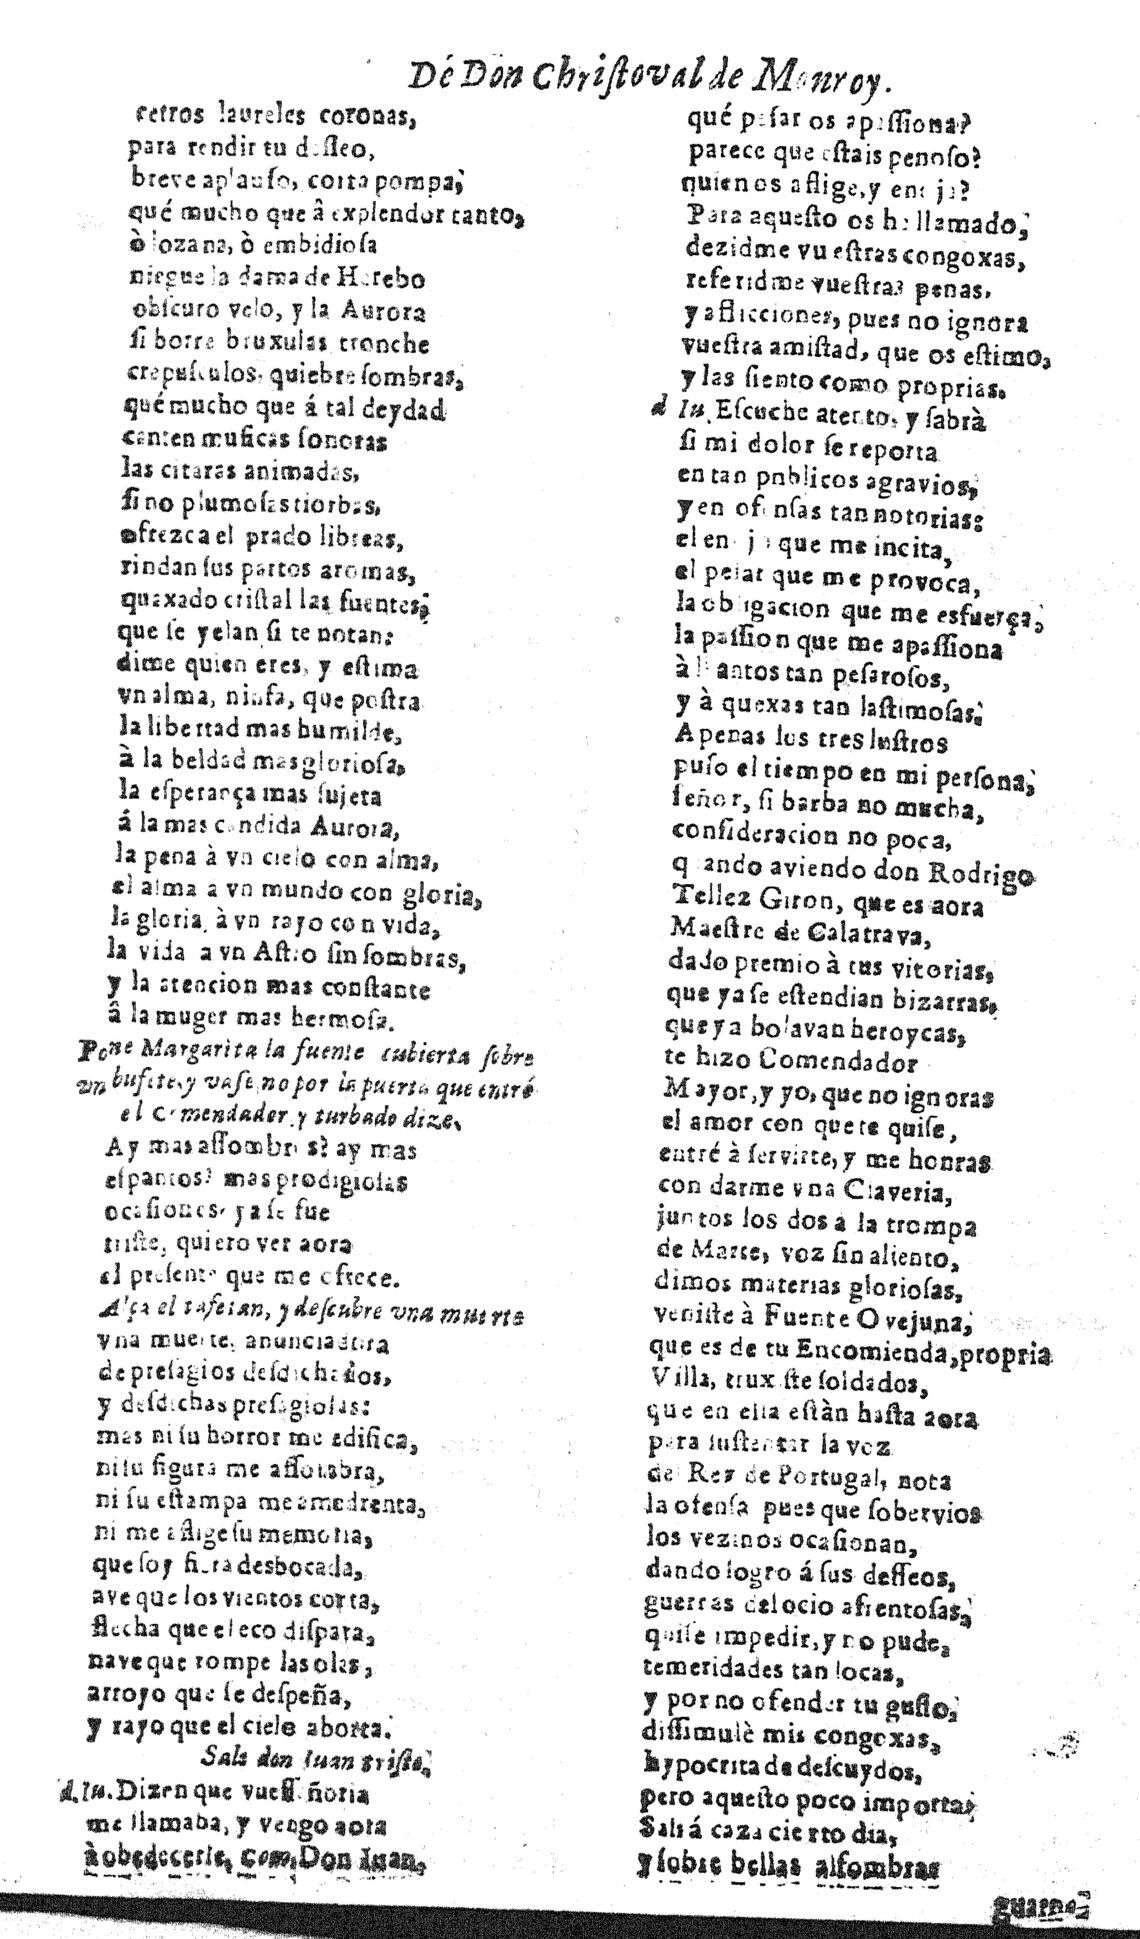 Dé Don Christoval de Monroy.
cetros laureles coronas,
para rendir tu desseo,
breve aplauso, corta pompa;
qué mucho que â explendor tanto,
ò lozana, ò embidiosa
niegue la dama de Herebo
obscuro velo, y la Aurora
si borra bruxulas tronche
crepusculos, quiebre sombras,
qué mucho que á tal deydad
canten musicas sonoras
las citaras animadas,
si no plumosas tiorbas,
ofrezca el prado libreas,
rindan sus partos aromas,
quaxado cristal las fuentes;
que se yelan si te notan:
dime quien eres, y estima
vn alma, ninfa, que postra
la libertad mas humilde,
à la beldad mas gloriosa,
la esperança mas sujeta
á la mas candida Aurora,
la pena à vn cielo con alma,
el alma a vn mundo con gloria,
la gloria, à vn rayo con vida,
la vida a vn Astro sin sombras,
y la atencion mas constante
â la muger mas hermosa.
Pone Margarita la fuente cubierta sobre
un bufete, y vase, no por la puerta que entró
el Comendador, y turbado dize.
Ay mas assombros? ay mas
espantos? mas prodigiosas
ocasiones, ya se fue
triste, quiero ver aora
el presente que me ofrece.
Alça el tafetan, y descubre vna muerte
vna muerte, anunciadora
de presagios desdichados,
y desdichas presagiosas:
mas ni su horror me edifica,
ni su figura me assombra,
ni su estampa me amedrenta,
ni me aflige su memoria,
que soy fiera desbocada,
ave que los vientos corta,
flecha que el eco dispara,
nave que rompe las olas,
arroyo que se despeña,
y rayo que el cielo aborta.
Sale don Iuan triste.
d. Iu. Dizen que vuess. ñoria
me llamaba, y vengo aora
à obedecerle, Com. Don Iuan,
qué pesar os apassiona?
parece que estais penoso?
quien os aflige, y enoja?
Para aquesto os he llamado;
dezidme vuestras congoxas,
referidme vuestras penas,
y aflicciones, pues no ignora
vuestra amistad, que os estimo,
y las siento como proprias.
d Iu. Escuche atento, y sabrà
si mi dolor se reporta
en tan pnblicos agravios,
y en ofensas tan notorias:
el enojo que me incita,
el pesar que me provoca,
la obligacion que me esfuerça,
la passion que me apassiona
à llantos tan pesarosos,
y à quexas tan lastimosas.
Apenas los tres lustros
puso el tiempo en mi persona,
señor, si barba no mucha,
consideracion no poca,
quando aviendo don Rodrigo
Tellez Giron, que es aora
Maestre de Calatrava,
dado premio à tus vitorias,
que ya se estendian bizarras,
que ya bolavan heroycas,
te hizo Comendador
Mayor, y yo, que no ignoras
el amor con que te quise,
entré à servirte, y me honras
con darme vna Claveria,
juntos los dos a la trompa
de Marte, voz sin aliento,
dimos materias gloriosas,
veniste à Fuente Ovejuna,
que es de tu Encomienda, propria
Villa, truxiste soldados,
que en ella estàn hasta aora
para sustentar la voz
del Rey de Portugal, nota
la ofensa pues que sobervios
los vezinos ocasionan,
dando logro á sus desseos,
guerras del ocio afrentosas,
quise impedir, y no pude,
temeridades tan locas,
y por no ofender tu gusto,
dissimulè mis congoxas,
hypocrita de descuydos,
pero aquesto poco importa;
Salí á caza cierto dia,
y sobre bellas alfombras
guarne-